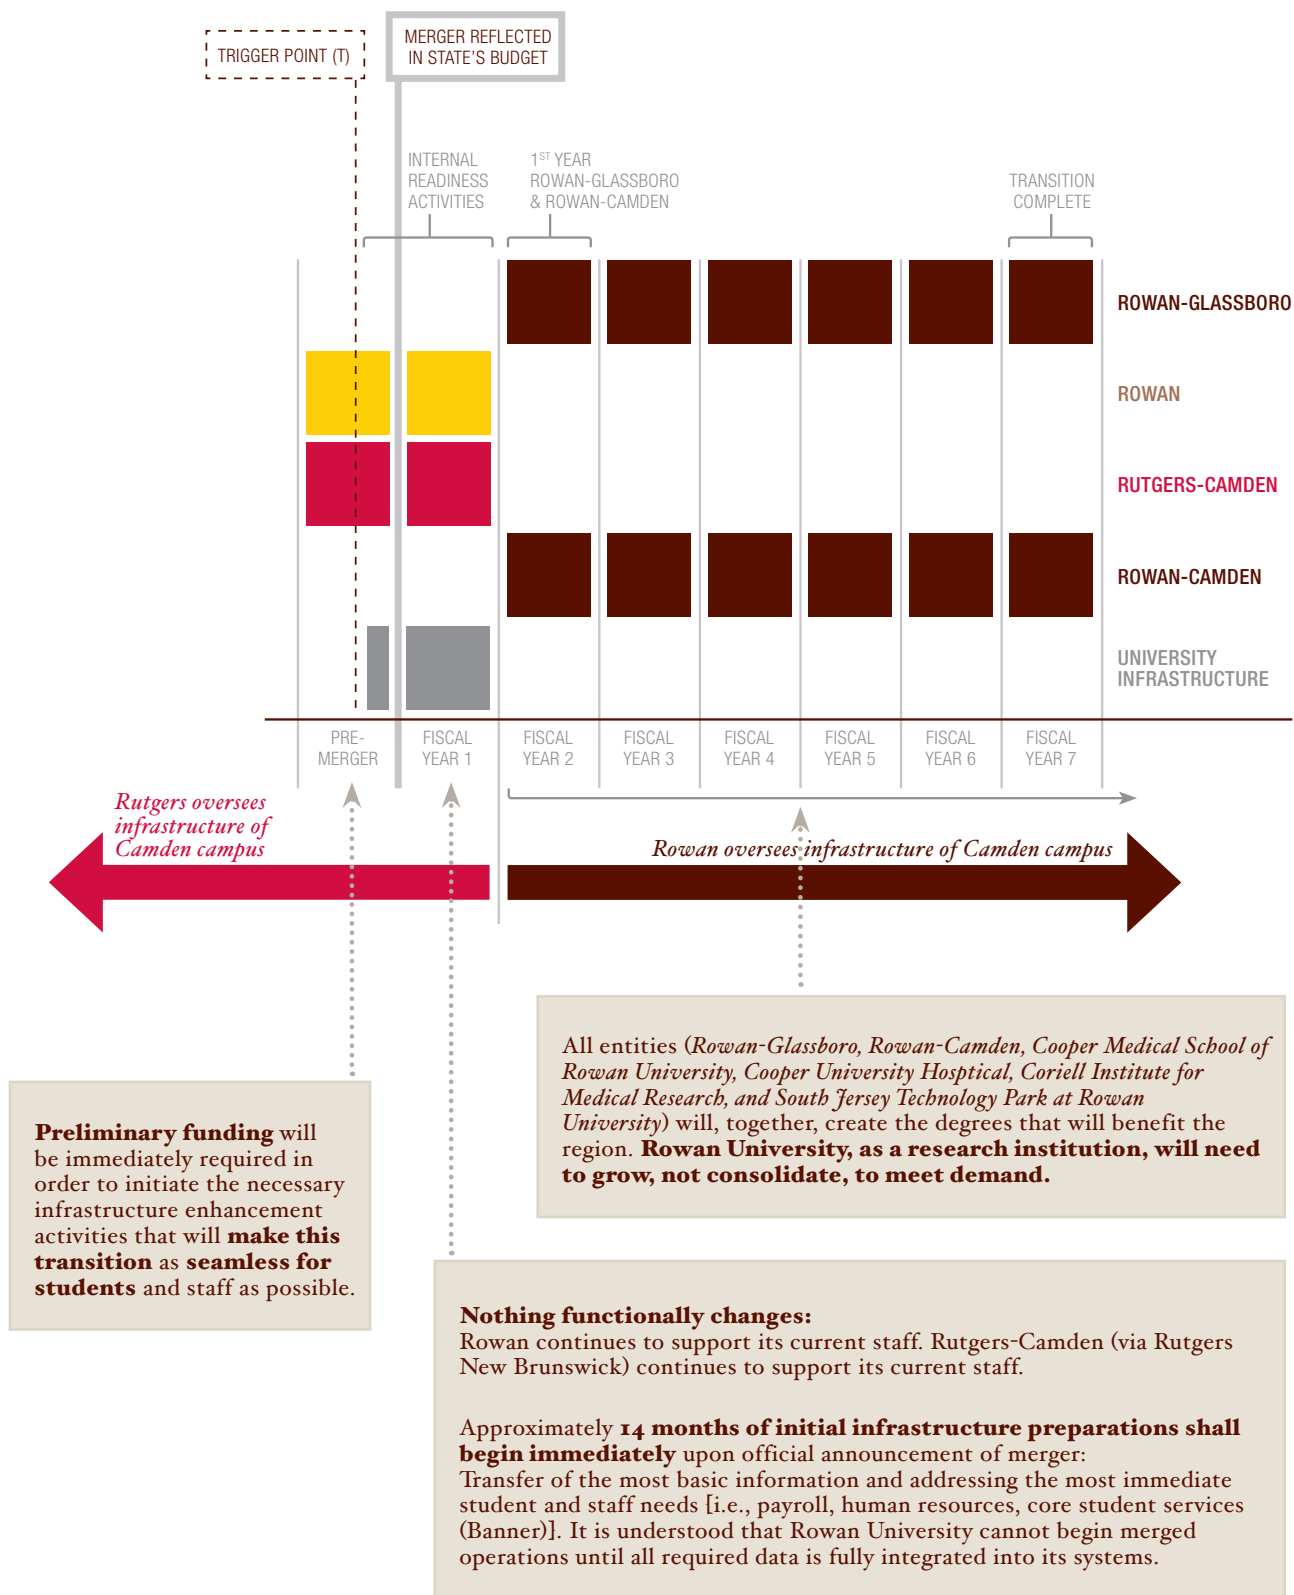 TRIGGER POINT (T)
MERGER REFLECTED
IN STATE'S BUDGET
INTERNAL
READINESS
ACTIVITIES
1ST YEAR
ROWAN-GLASSBORO
& ROWAN-CAMDEN
TRANSITION
COMPLETE
ROWAN-GLASSBORO
ROWAN
RUTGERS-CAMDEN
ROWAN-CAMDEN
UNIVERSITY
INFRASTRUCTURE
PRE-
MERGER
FISCAL
YEAR 1
FISCAL
YEAR 2
FISCAL
YEAR 3
FISCAL
YEAR 4
FISCAL
YEAR 5
FISCAL
YEAR 6
FISCAL
YEAR 7
Rutgers oversees
infrastructure of
Camden campus
Rowan oversees infrastructure of Camden campus
All entities (Rowan-Glassboro, Rowan-Camden, Cooper Medical School of
Rowan University, Cooper University Hosptical, Coriell Institute for
Medical Research, and South Jersey Technology Park at Rowan
University) will, together, create the degrees that will benefit the
region. Rowan University, as a research institution, will need
to grow, not consolidate, to meet demand.
Preliminary funding will
be immediately required in
order to initiate the necessary
infrastructure enhancement
activities that will make this
transition as seamless for
students and staff as possible.
Nothing functionally changes:
Rowan continues to support its current staff. Rutgers-Camden (via Rutgers
New Brunswick) continues to support its current staff.
Approximately 14 months of initial infrastructure preparations shall
begin immediately upon official announcement of merger:
Transfer of the most basic information and addressing the most immediate
student and staff needs [i.e., payroll, human resources, core student services
(Banner)]. It is understood that Rowan University cannot begin merged
operations until all required data is fully integrated into its systems.